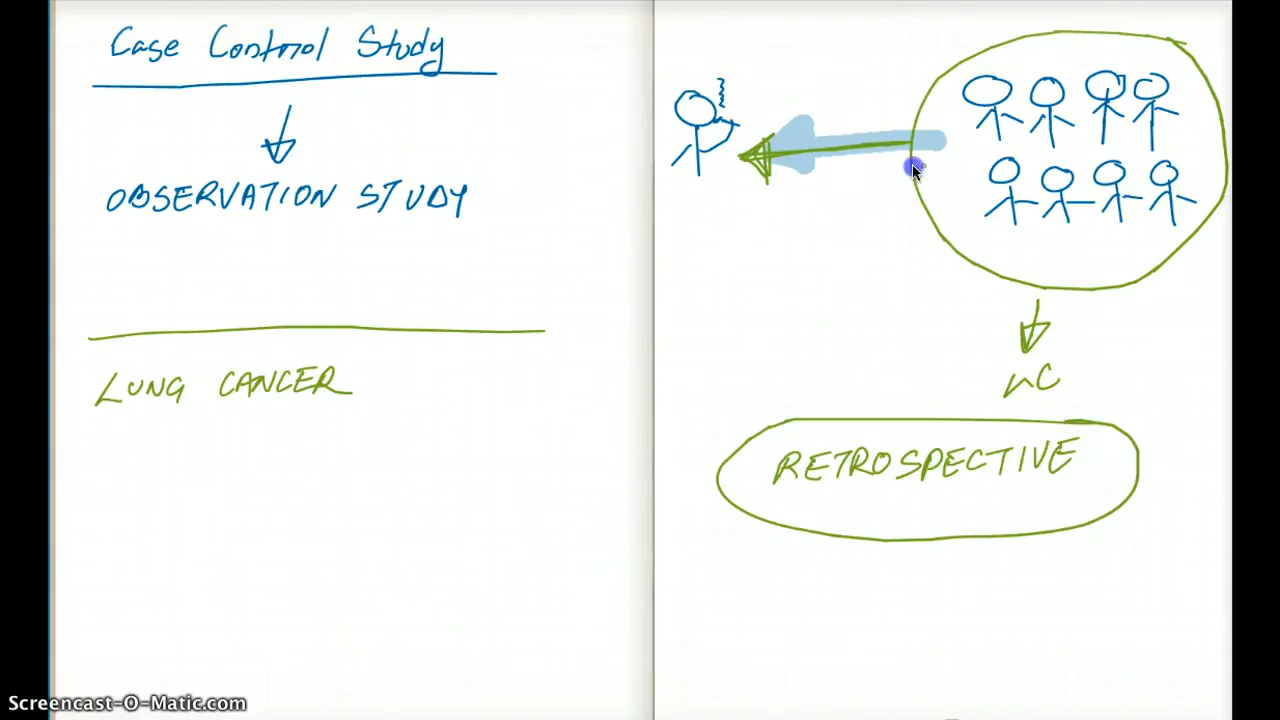 Case Control Study
OBSERVATION STUDY
LUNG CANCER
LC
RETROSPECTIVE
Screencast-O-Matic.com